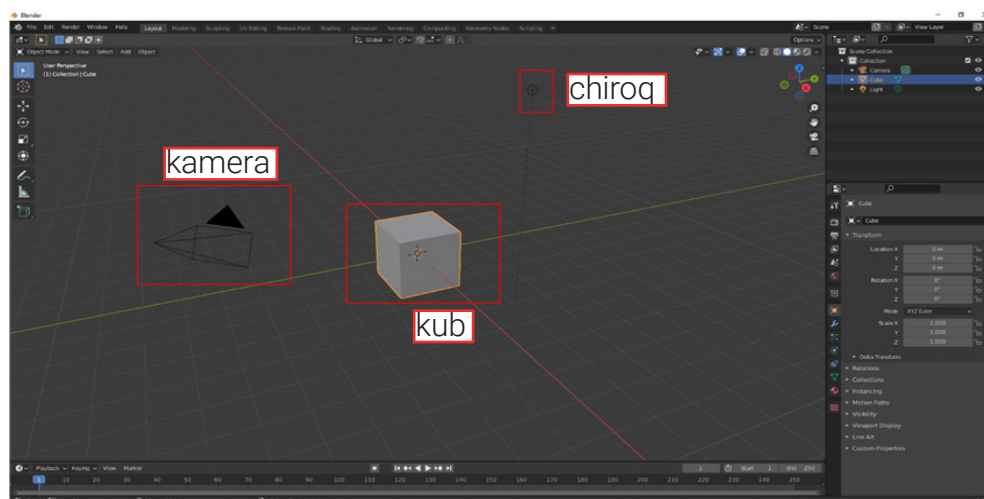 Blender
File Edit Render Window Help Layout Modeling Sculpting UV Editing Texture Paint Shading Animation Rendering Compositing Geometry Nodes Scripting + Scene View Layer
Global Options
Object Mode View Select Add Object
User Perspective
(1) Collection | Cube
chiroq
kamera
kub
Scene Collection
Collection
Camera
Cube
Light
Cube
Cube
Transform
Location X 0 m
Y 0 m
Z 0 m
Rotation X 0°
Y 0°
Z 0°
Mode XYZ Euler
Scale X 1.000
Y 1.000
Z 1.000
Delta Transform
Relations
Collections
Instancing
Motion Paths
Visibility
Viewport Display
Line Art
Custom Properties
Playback Keying View Marker 1 Start 1 End 250
1 10 20 30 40 50 60 70 80 90 100 110 120 130 140 150 160 170 180 190 200 210 220 230 240 250